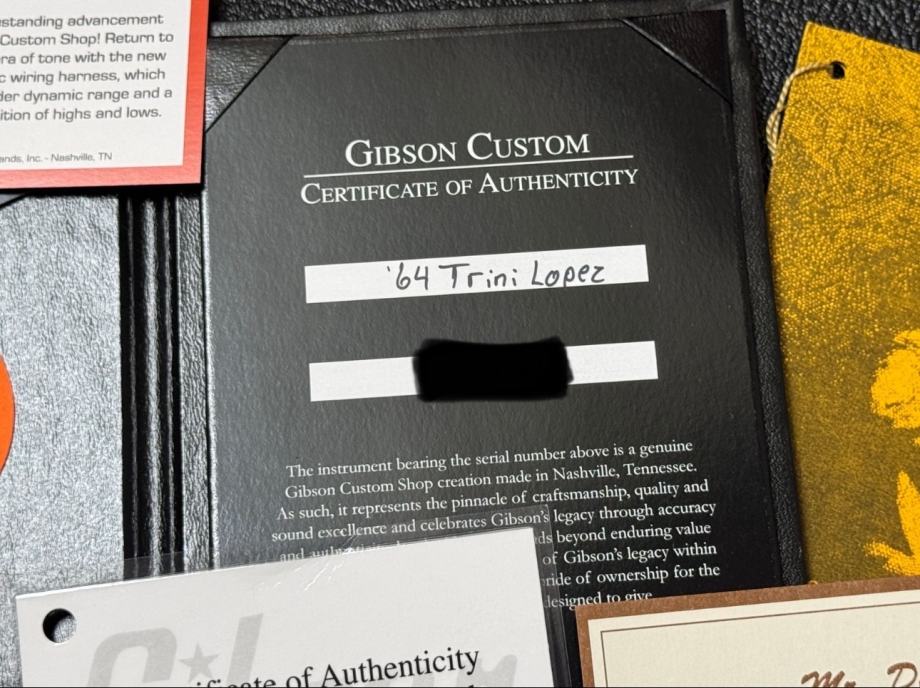 standing advancement
Custom Shop! Return to
ra of tone with the new
c wiring harness, which
der dynamic range and a
ition of highs and lows.
ands, Inc. - Nashville, TN
GIBSON CUSTOM
CERTIFICATE OF AUTHENTICITY
'64 Trini Lopez
The instrument bearing the serial number above is a genuine
Gibson Custom Shop creation made in Nashville, Tennessee.
As such, it represents the pinnacle of craftsmanship, quality and
sound excellence and celebrates Gibson's legacy through accuracy
and ds beyond enduring value
of Gibson's legacy within
ride of ownership for the
designed to give
ificate of Authenticity
Mr. D